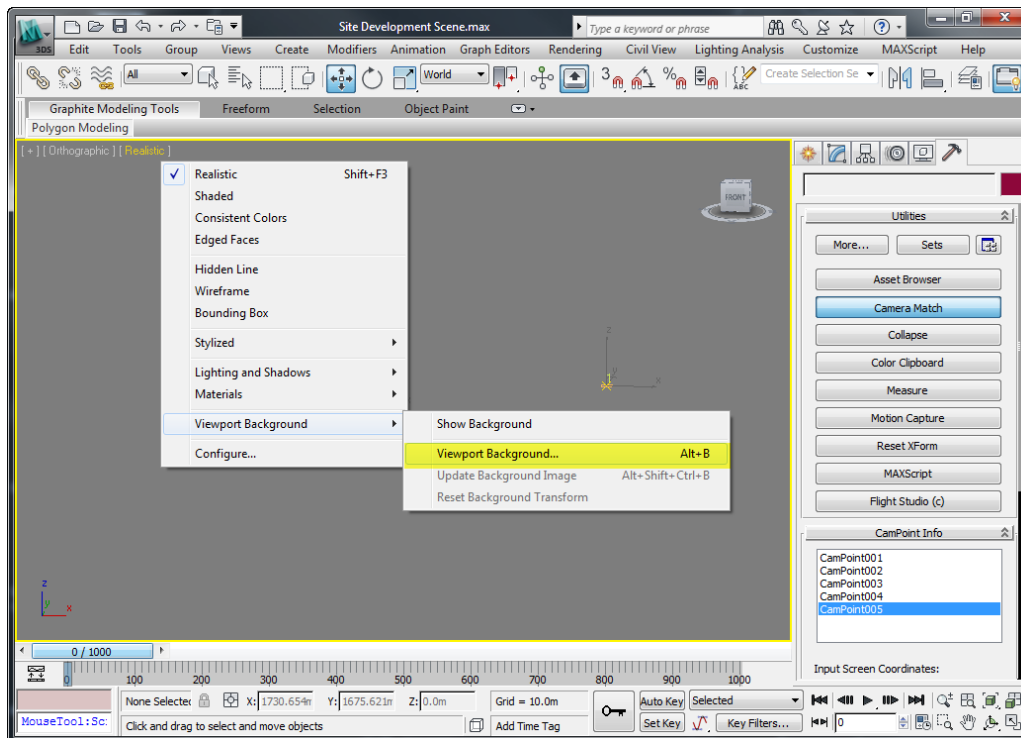 Site Development Scene.max
Type a keyword or phrase
3DS Edit Tools Group Views Create Modifiers Animation Graph Editors Rendering Civil View Lighting Analysis Customize MAXScript Help
All World 3 % ABC Create Selection Se
Graphite Modeling Tools Freeform Selection Object Paint
Polygon Modeling
[ + ] [ Orthographic ] [ Realistic ]
Realistic Shift+F3
Shaded
Consistent Colors
Edged Faces
Hidden Line
Wireframe
Bounding Box
Stylized
Lighting and Shadows
Materials
Viewport Background
Configure...
Show Background
Viewport Background... Alt+B
Update Background Image Alt+Shift+Ctrl+B
Reset Background Transform
FRONT
z
y
x
z
y x
Utilities
More... Sets
Asset Browser
Camera Match
Collapse
Color Clipboard
Measure
Motion Capture
Reset XForm
MAXScript
Flight Studio (c)
CamPoint Info
CamPoint001
CamPoint002
CamPoint003
CamPoint004
CamPoint005
Input Screen Coordinates:
0 / 1000
0 100 200 300 400 500 600 700 800 900 1000
None Selected X: 1730.654m Y: 1675.621m Z: 0.0m Grid = 10.0m Auto Key Selected
MouseTool:Sc: Click and drag to select and move objects Add Time Tag Set Key Key Filters... 0